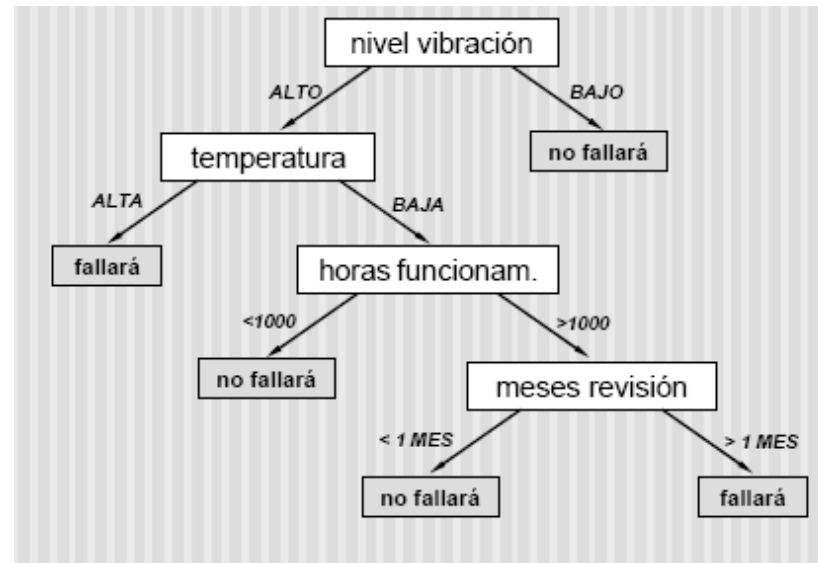 nivel vibración
ALTO
BAJO
temperatura
no fallará
ALTA
BAJA
fallará
horas funcionam.
<1000
>1000
no fallará
meses revisión
< 1 MES
> 1 MES
no fallará
fallará